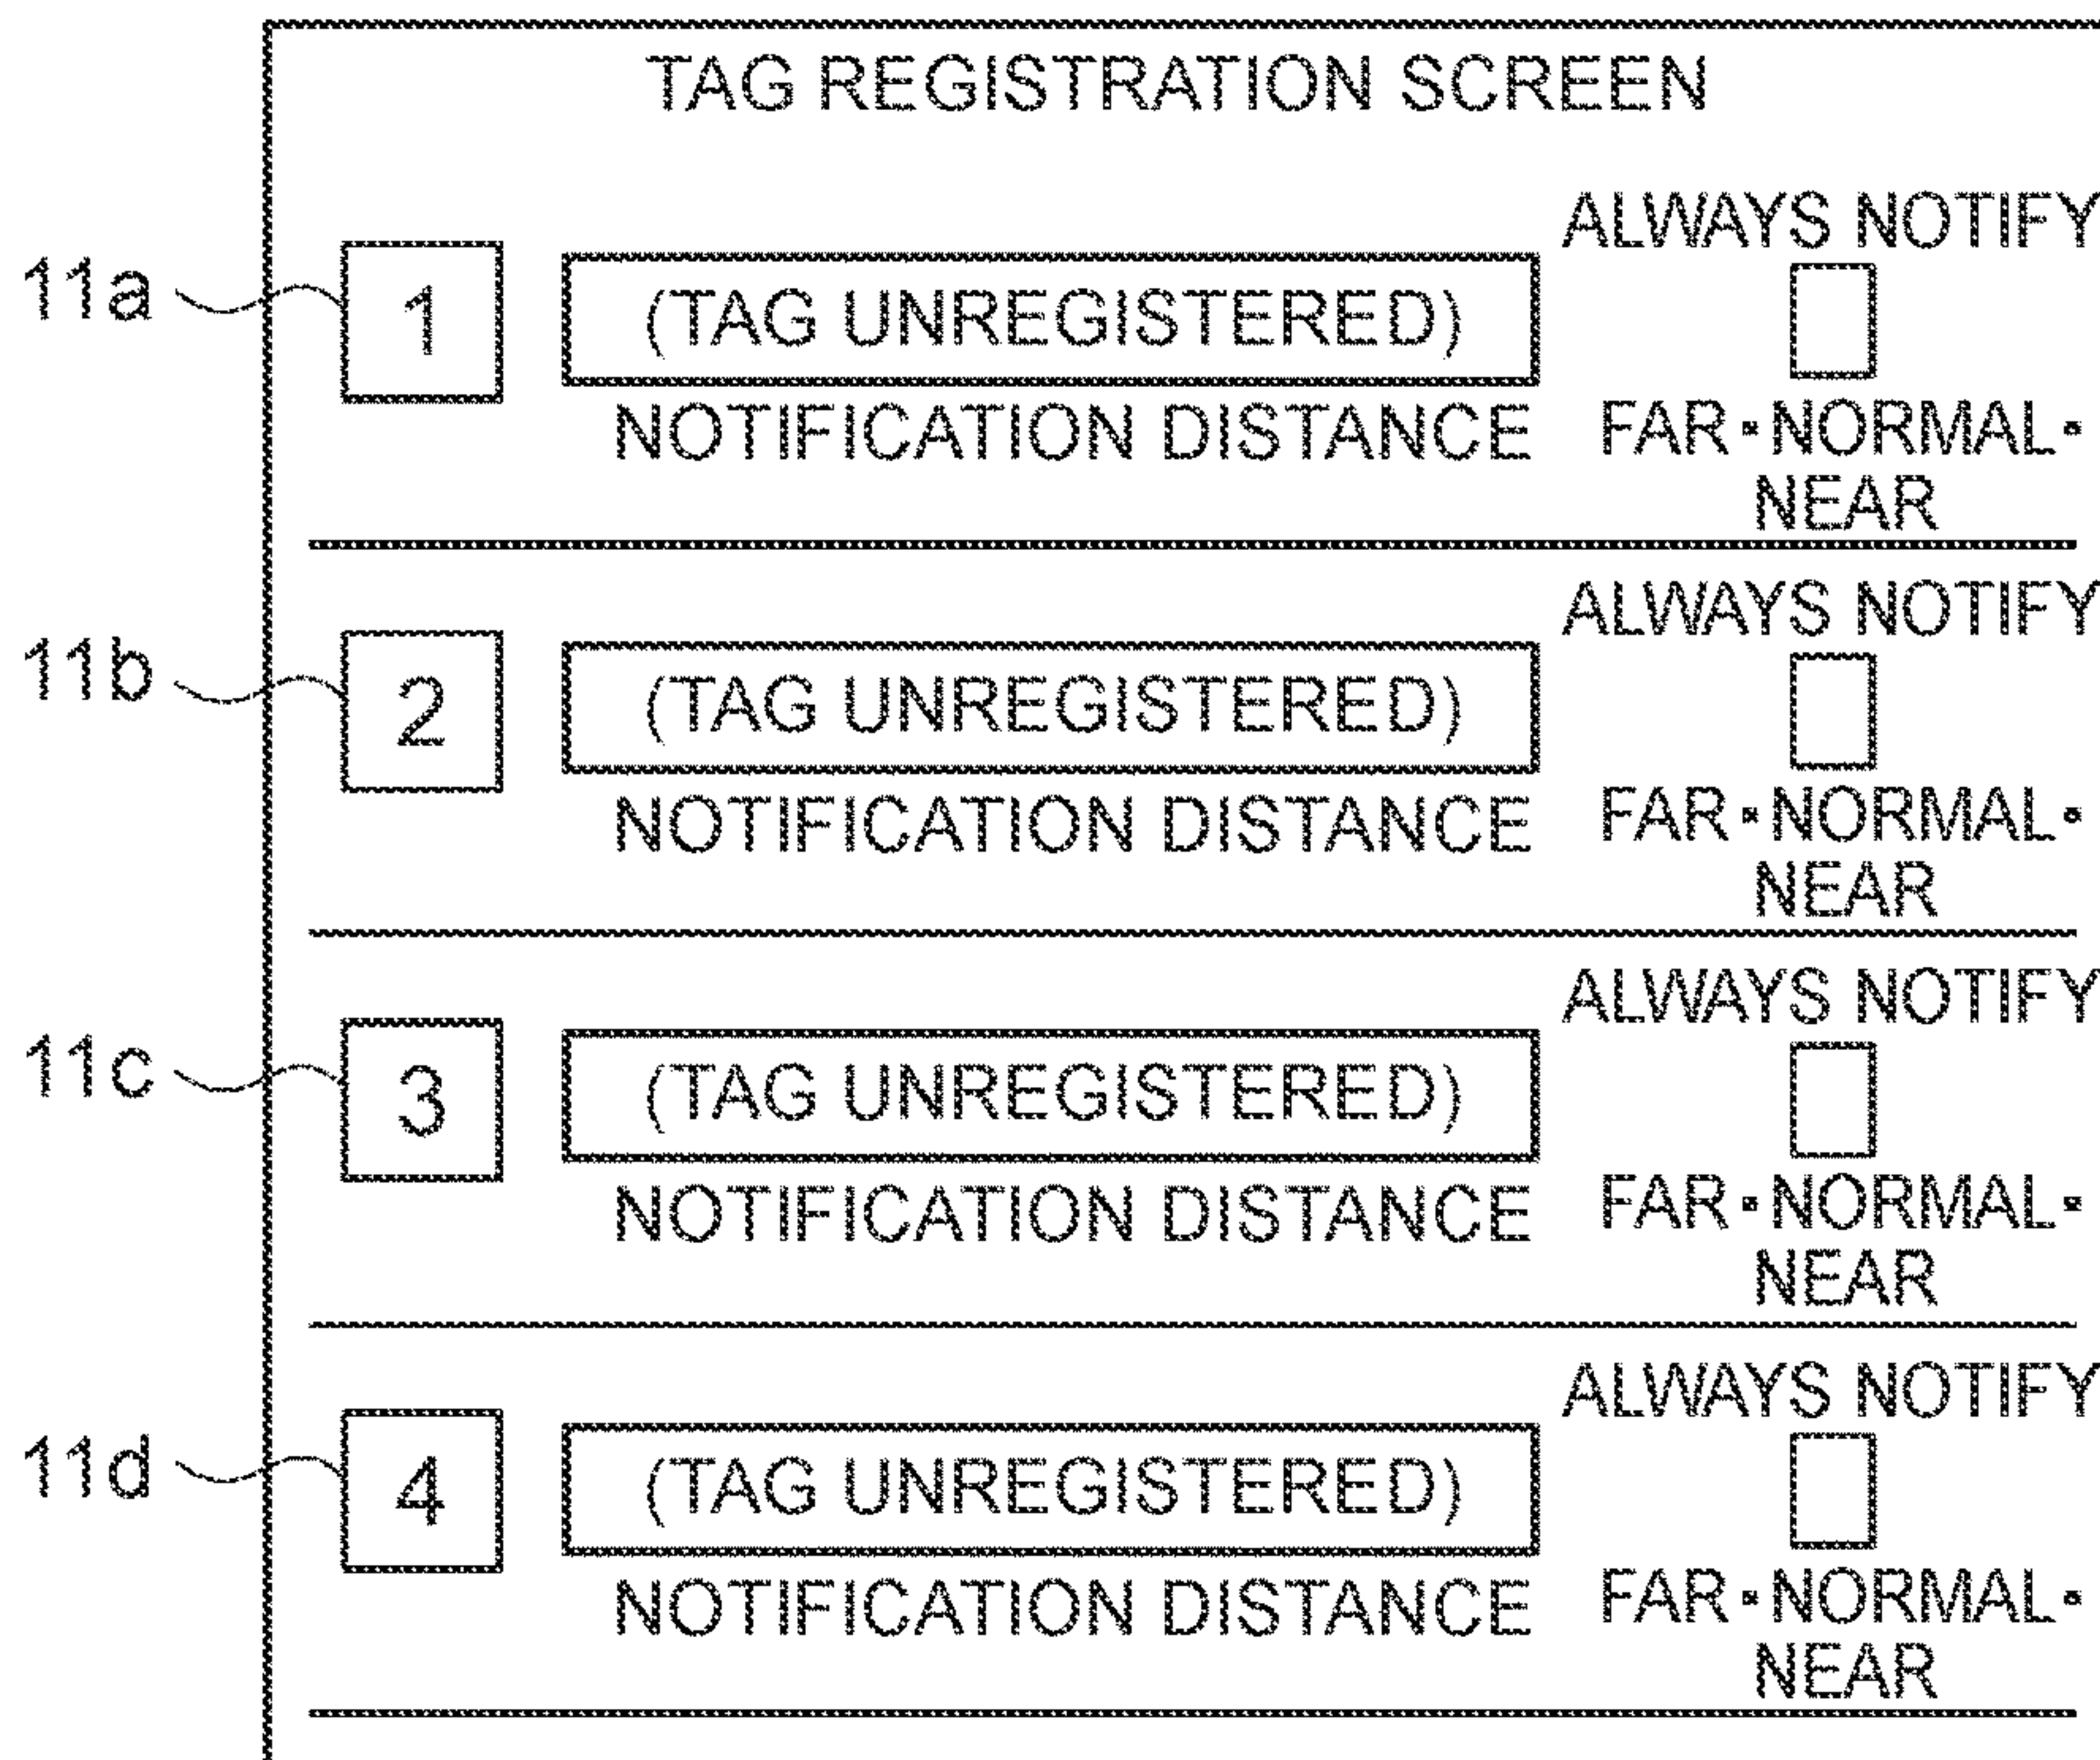 TAG REGISTRATION SCREEN
ALWAYS NOTIFY
11a 1 (TAG UNREGISTERED)
NOTIFICATION DISTANCE FAR・NORMAL・
NEAR
ALWAYS NOTIFY
11b 2 (TAG UNREGISTERED)
NOTIFICATION DISTANCE FAR・NORMAL・
NEAR
ALWAYS NOTIFY
11c 3 (TAG UNREGISTERED)
NOTIFICATION DISTANCE FAR・NORMAL・
NEAR
ALWAYS NOTIFY
11d 4 (TAG UNREGISTERED)
NOTIFICATION DISTANCE FAR・NORMAL・
NEAR